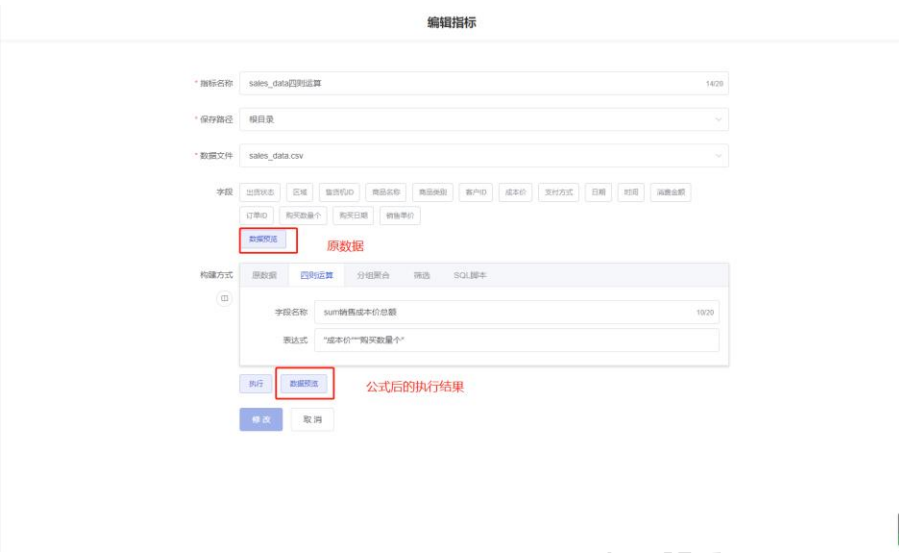 编辑指标
* 指标名称 sales_data四则运算 14/20
* 保存路径 根目录
* 数据文件 sales_data.csv
字段 出货状态 区域 售货机ID 商品名称 商品类别 客户ID 成本价 支付方式 日期 时间 消费金额
订单ID 购买数量个 购买日期 销售单价
数据预览 原数据
构建方式 原数据 四则运算 分组聚合 筛选 SQL脚本
字段名称 sum销售成本价总额 10/20
表达式 "成本价"*"购买数量个"
执行 数据预览 公式后的执行结果
修改 取消